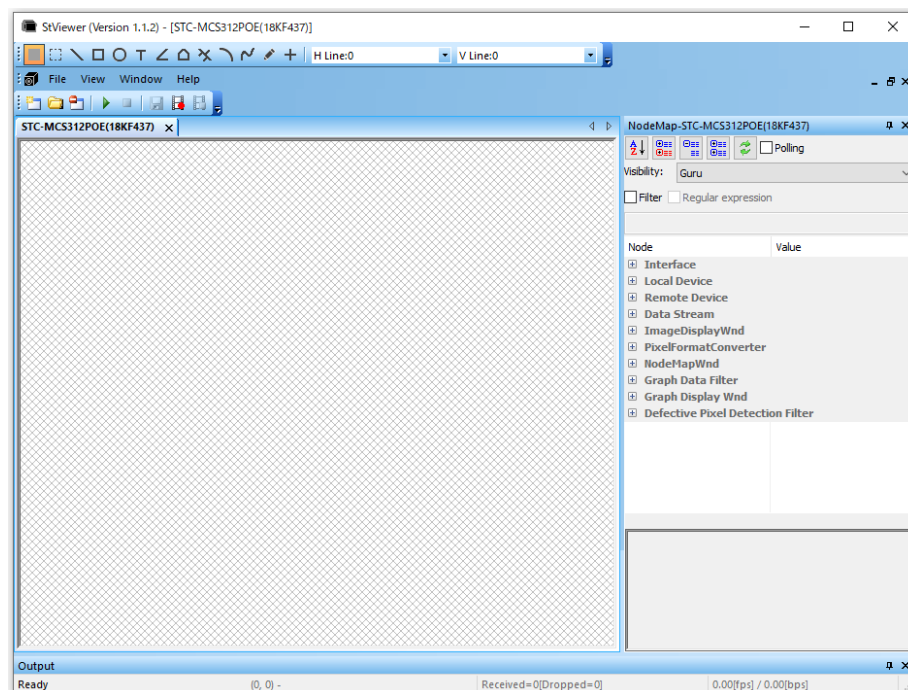 StViewer (Version 1.1.2) - [STC-MCS312POE(18KF437)]
H Line:0 V Line:0
File View Window Help
STC-MCS312POE(18KF437)
NodeMap-STC-MCS312POE(18KF437)
Polling
Visibility: Guru
Filter Regular expression
Node Value
Interface
Local Device
Remote Device
Data Stream
ImageDisplayWnd
PixelFormatConverter
NodeMapWnd
Graph Data Filter
Graph Display Wnd
Defective Pixel Detection Filter
Output
Ready (0, 0) - Received=0[Dropped=0] 0.00[fps] / 0.00[bps]